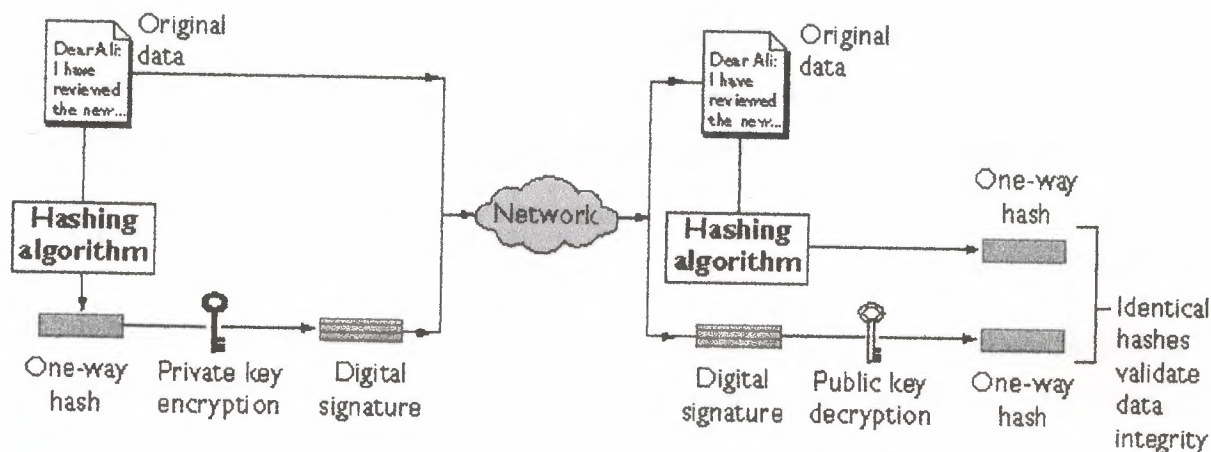 Original
data
Dear Ali:
I have
reviewed
the new...
Hashing
algorithm
One-way
hash
Private key
encryption
Digital
signature
Network
Original
data
Dear Ali:
I have
reviewed
the new...
Hashing
algorithm
One-way
hash
Digital
signature
Public key
decryption
One-way
hash
Identical
hashes
validate
data
integrity